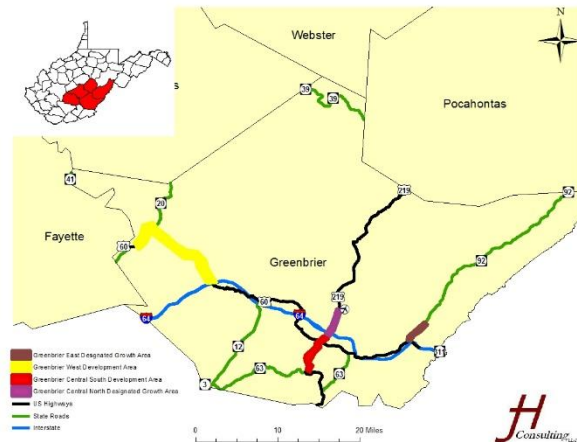 N
Webster
39
39
Pocahontas
s
41
20
219
92
Fayette
60
92
Greenbrier
219
64
60
64
12
63
3
63
Greenbrier East Designated Growth Area
Greenbrier West Development Area
Greenbrier Central South Development Area
Greenbrier Central North Designated Growth Area
US Highways
State Roads
Interstate
0 5 10 20 Miles
JH
Consulting